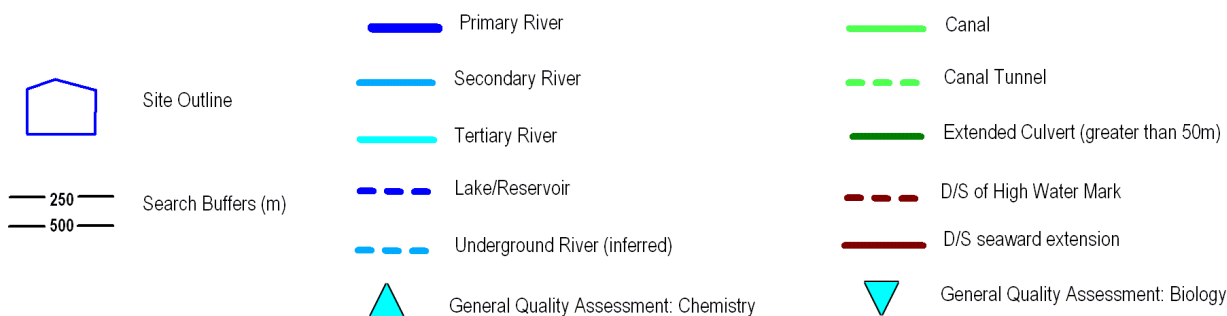 Site Outline
250
500
Search Buffers (m)
Primary River
Secondary River
Tertiary River
Lake/Reservoir
Underground River (inferred)
General Quality Assessment: Chemistry
Canal
Canal Tunnel
Extended Culvert (greater than 50m)
D/S of High Water Mark
D/S seaward extension
General Quality Assessment: Biology